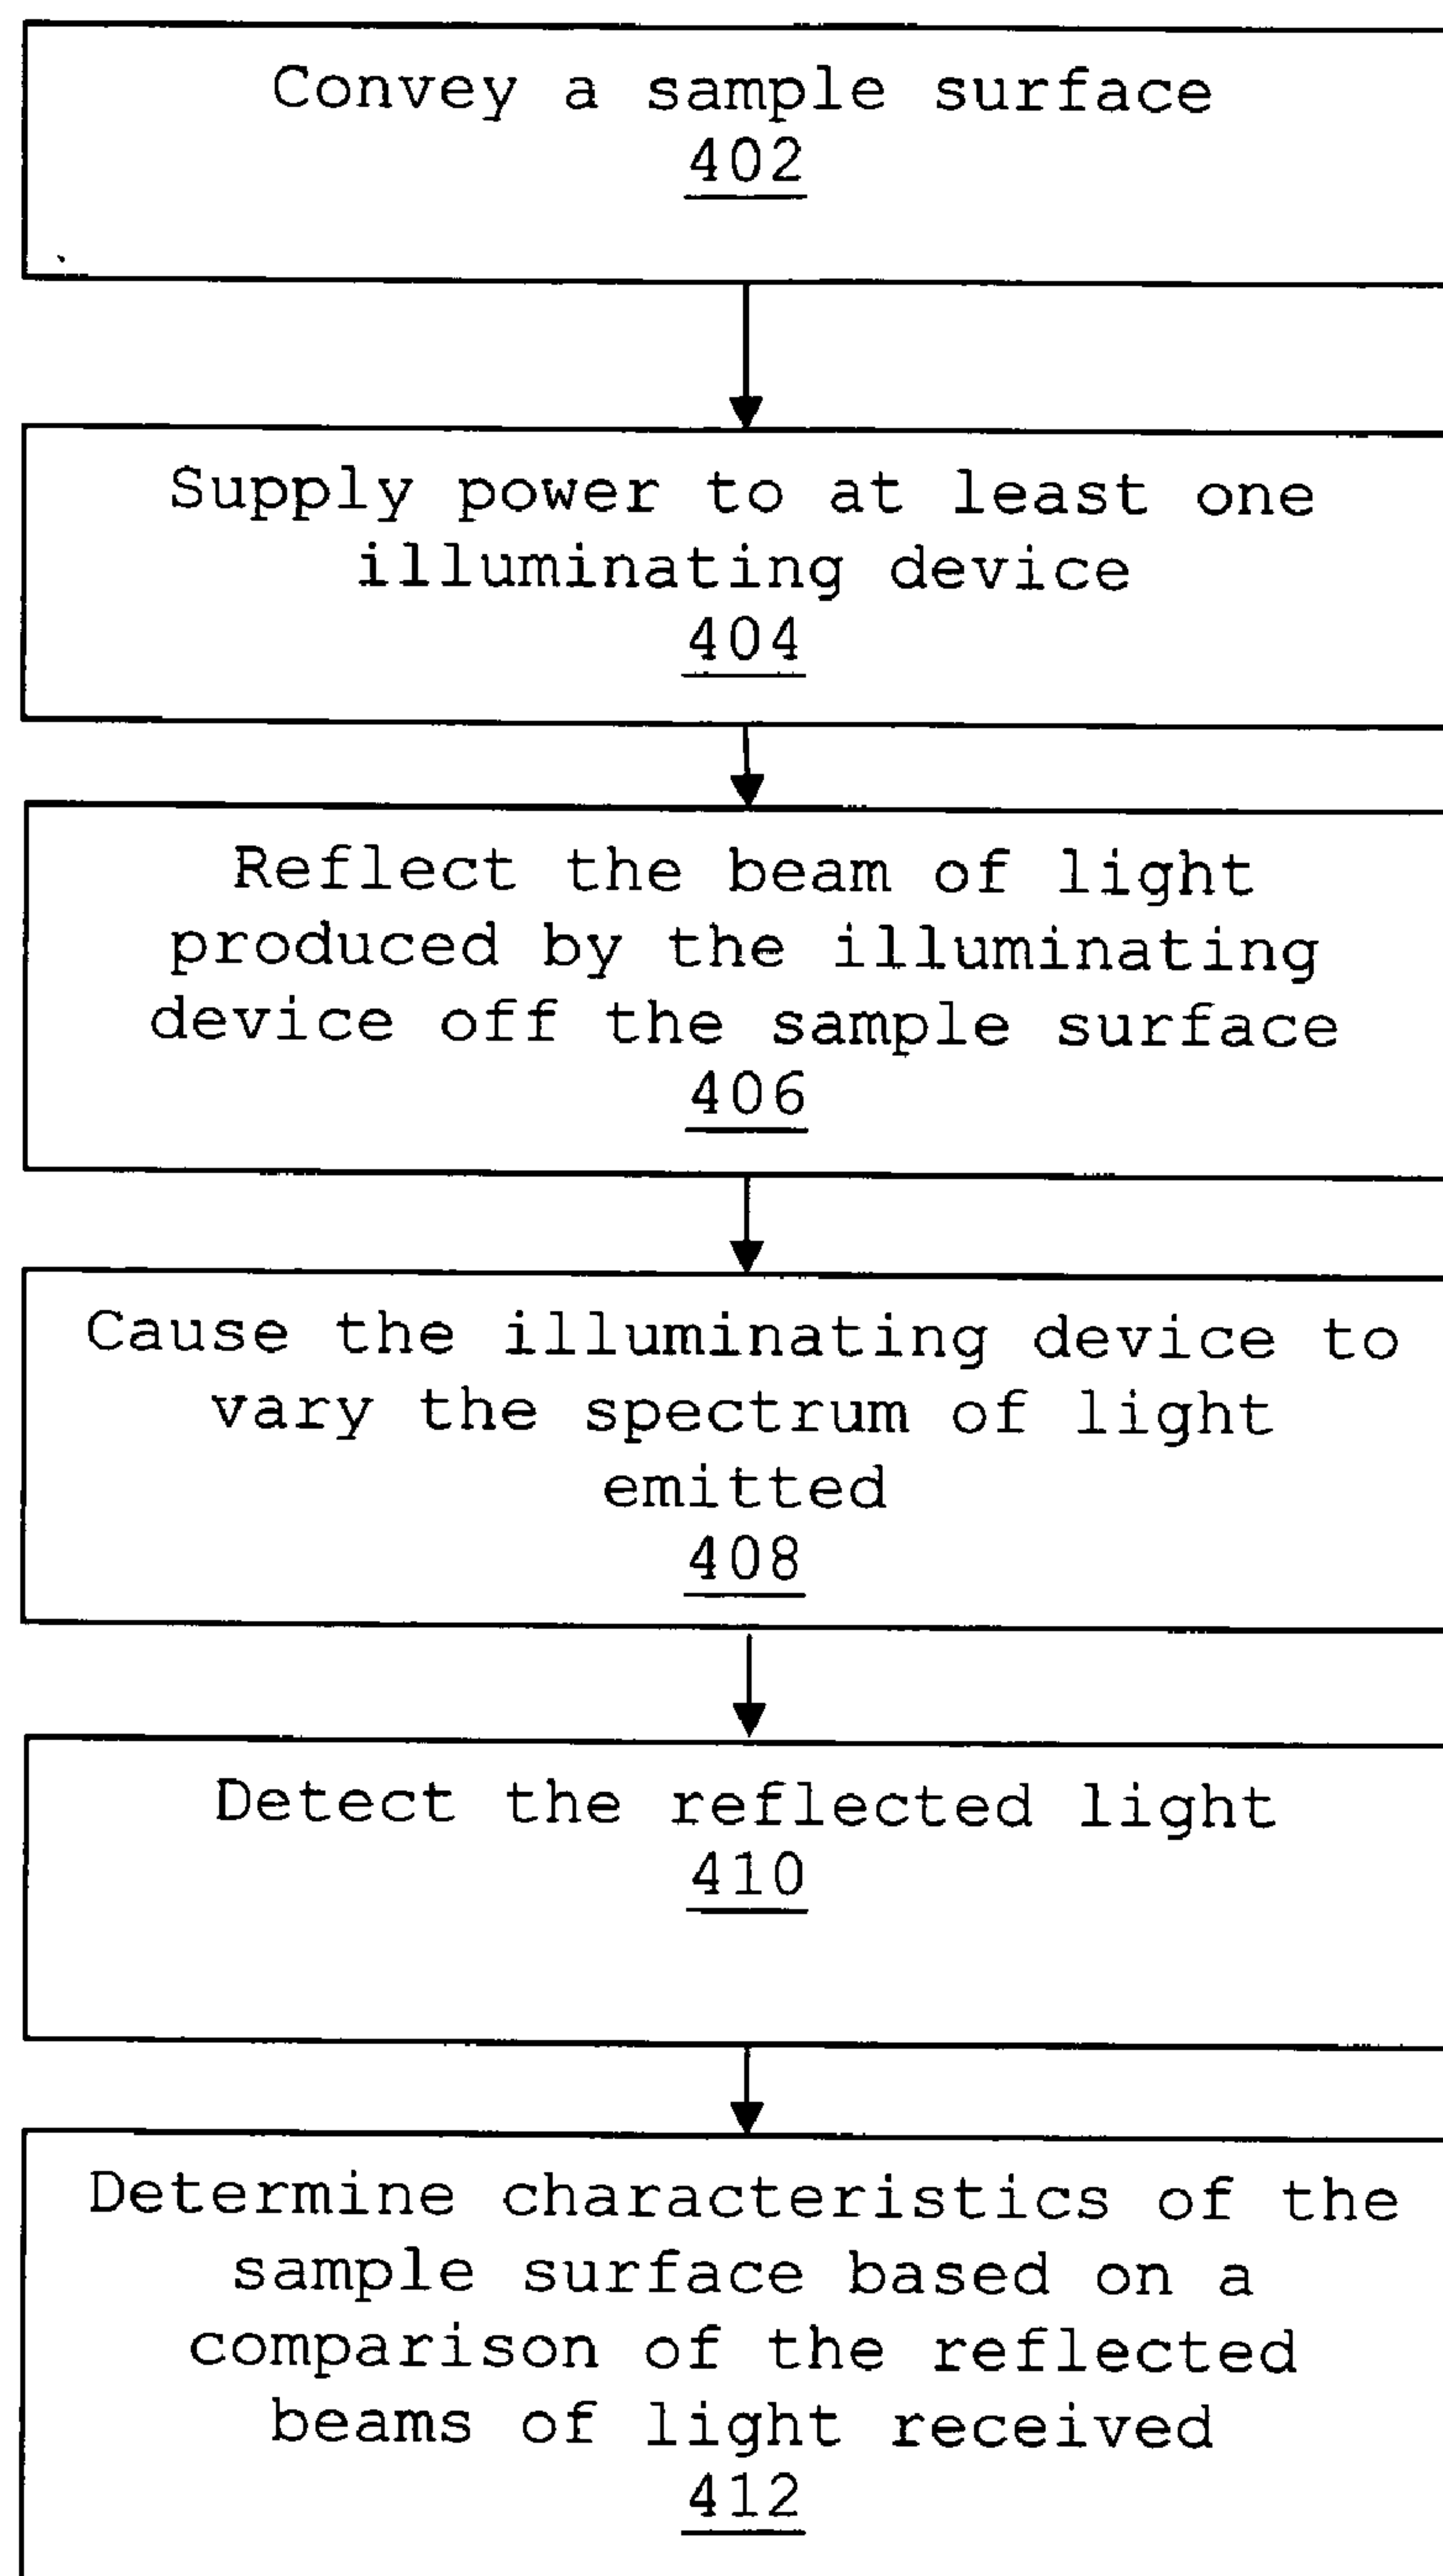 Convey a sample surface
402
Supply power to at least one
illuminating device
404
Reflect the beam of light
produced by the illuminating
device off the sample surface
406
Cause the illuminating device to
vary the spectrum of light
emitted
408
Detect the reflected light
410
Determine characteristics of the
sample surface based on a
comparison of the reflected
beams of light received
412